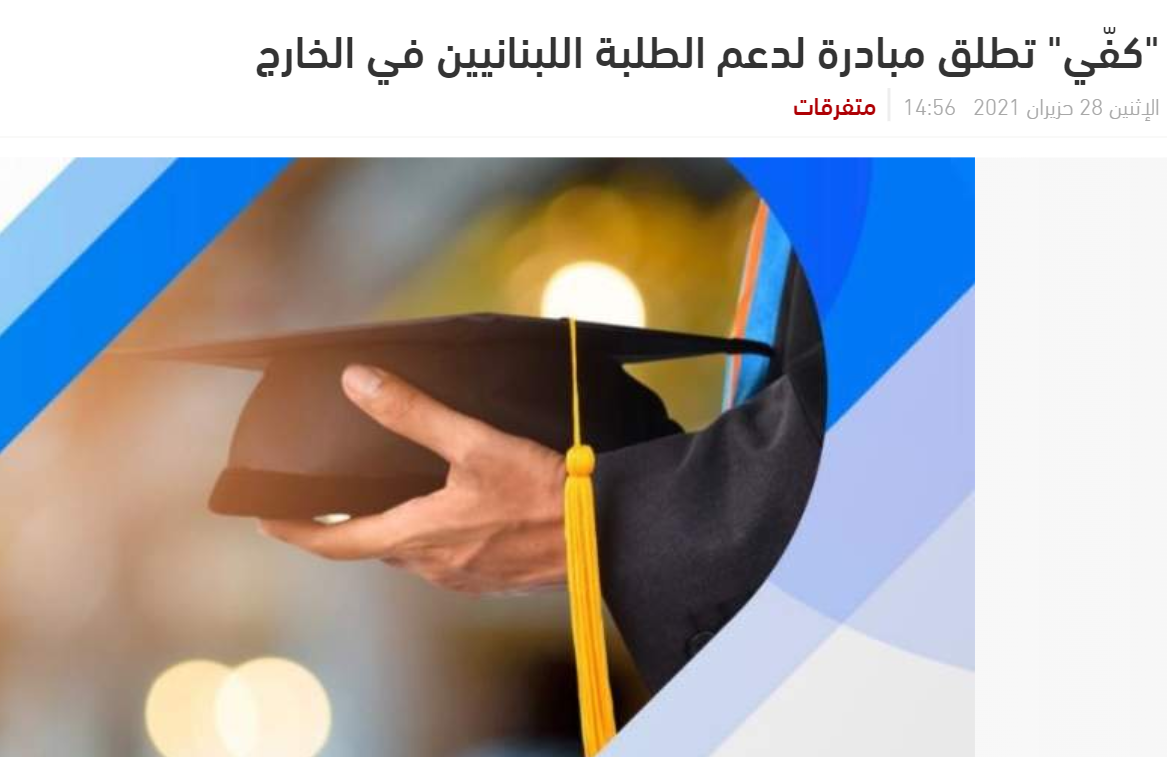 "كفّي" تطلق مبادرة لدعم الطلبة اللبنانيين في الخارج
الإثنين 28 حزيران 2021 14:56 | متفرقات